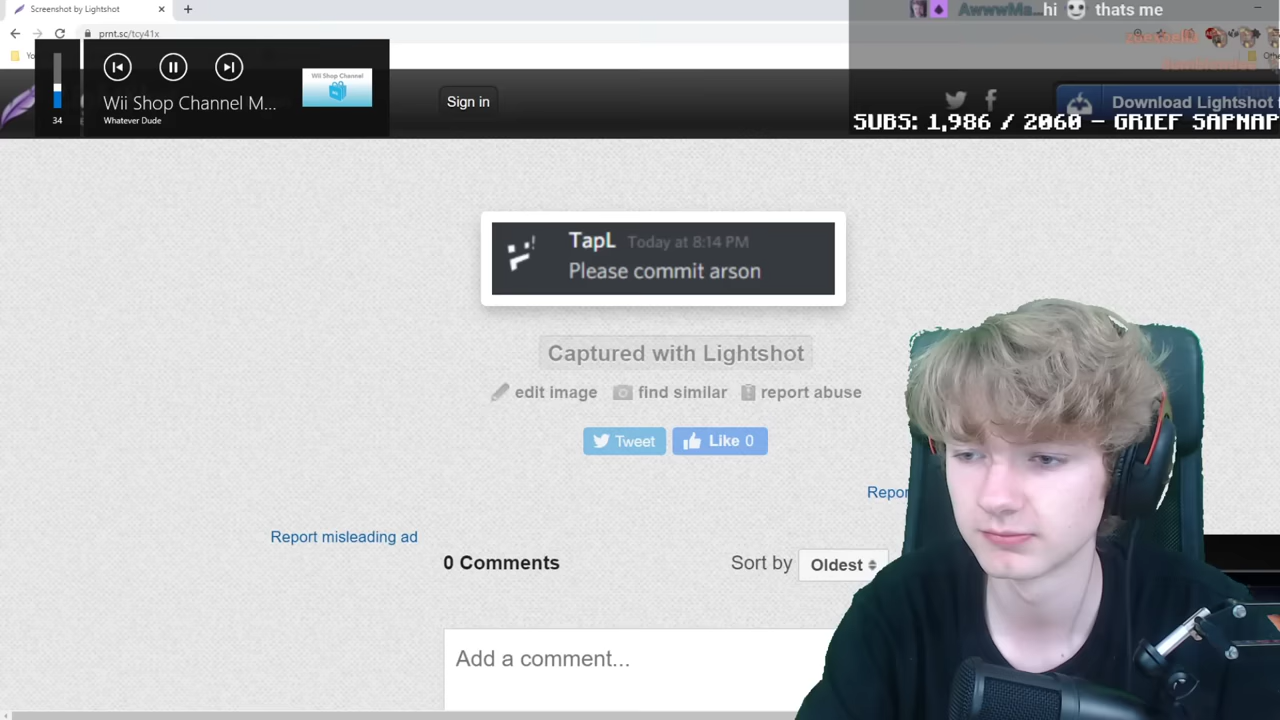 Screenshot by Lightshot
AwwwMa... hi thats me
prnt.sc/tcy41x
Wii Shop Channel M...
Whatever Dude
34
Wii Shop Channel
Sign in
Download Lightshot
SUBS: 1,986 / 2060 - GRIEF SAPNAP
TapL Today at 8:14 PM
Please commit arson
Captured with Lightshot
edit image find similar report abuse
Tweet Like 0
Repor
Report misleading ad
0 Comments Sort by Oldest
Add a comment...